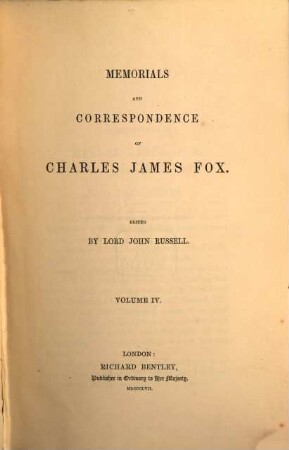 MEMORIALS
AND
CORRESPONDENCE
OF
CHARLES JAMES FOX.
EDITED
BY LORD JOHN RUSSELL.
VOLUME IV.
LONDON:
RICHARD BENTLEY,
Publisher in Ordinary to Her Majesty.
MDCCCLVII.